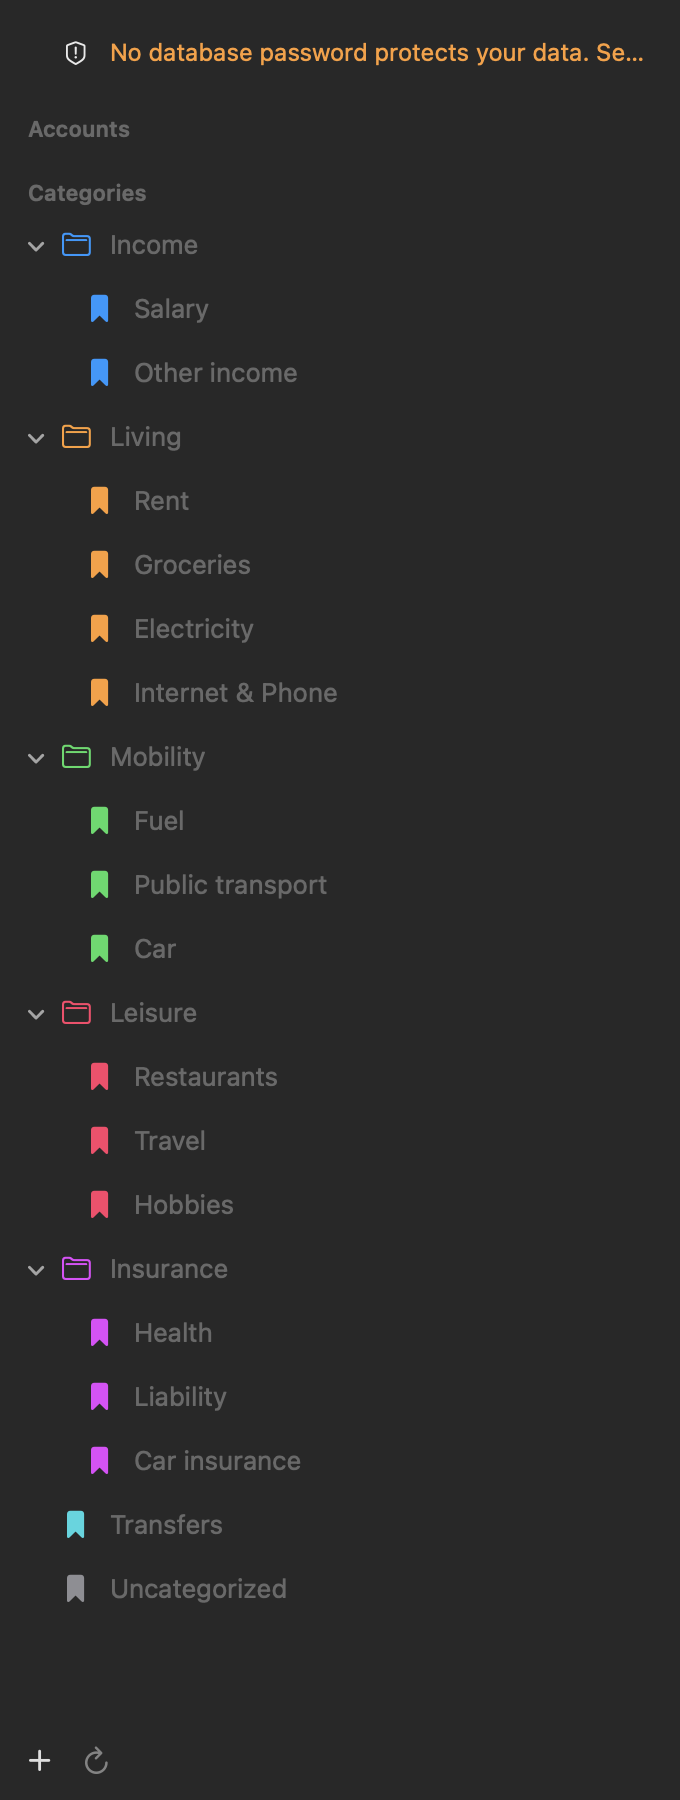 No database password protects your data. Se...
Accounts
Categories
Income
Salary
Other income
Living
Rent
Groceries
Electricity
Internet & Phone
Mobility
Fuel
Public transport
Car
Leisure
Restaurants
Travel
Hobbies
Insurance
Health
Liability
Car insurance
Transfers
Uncategorized